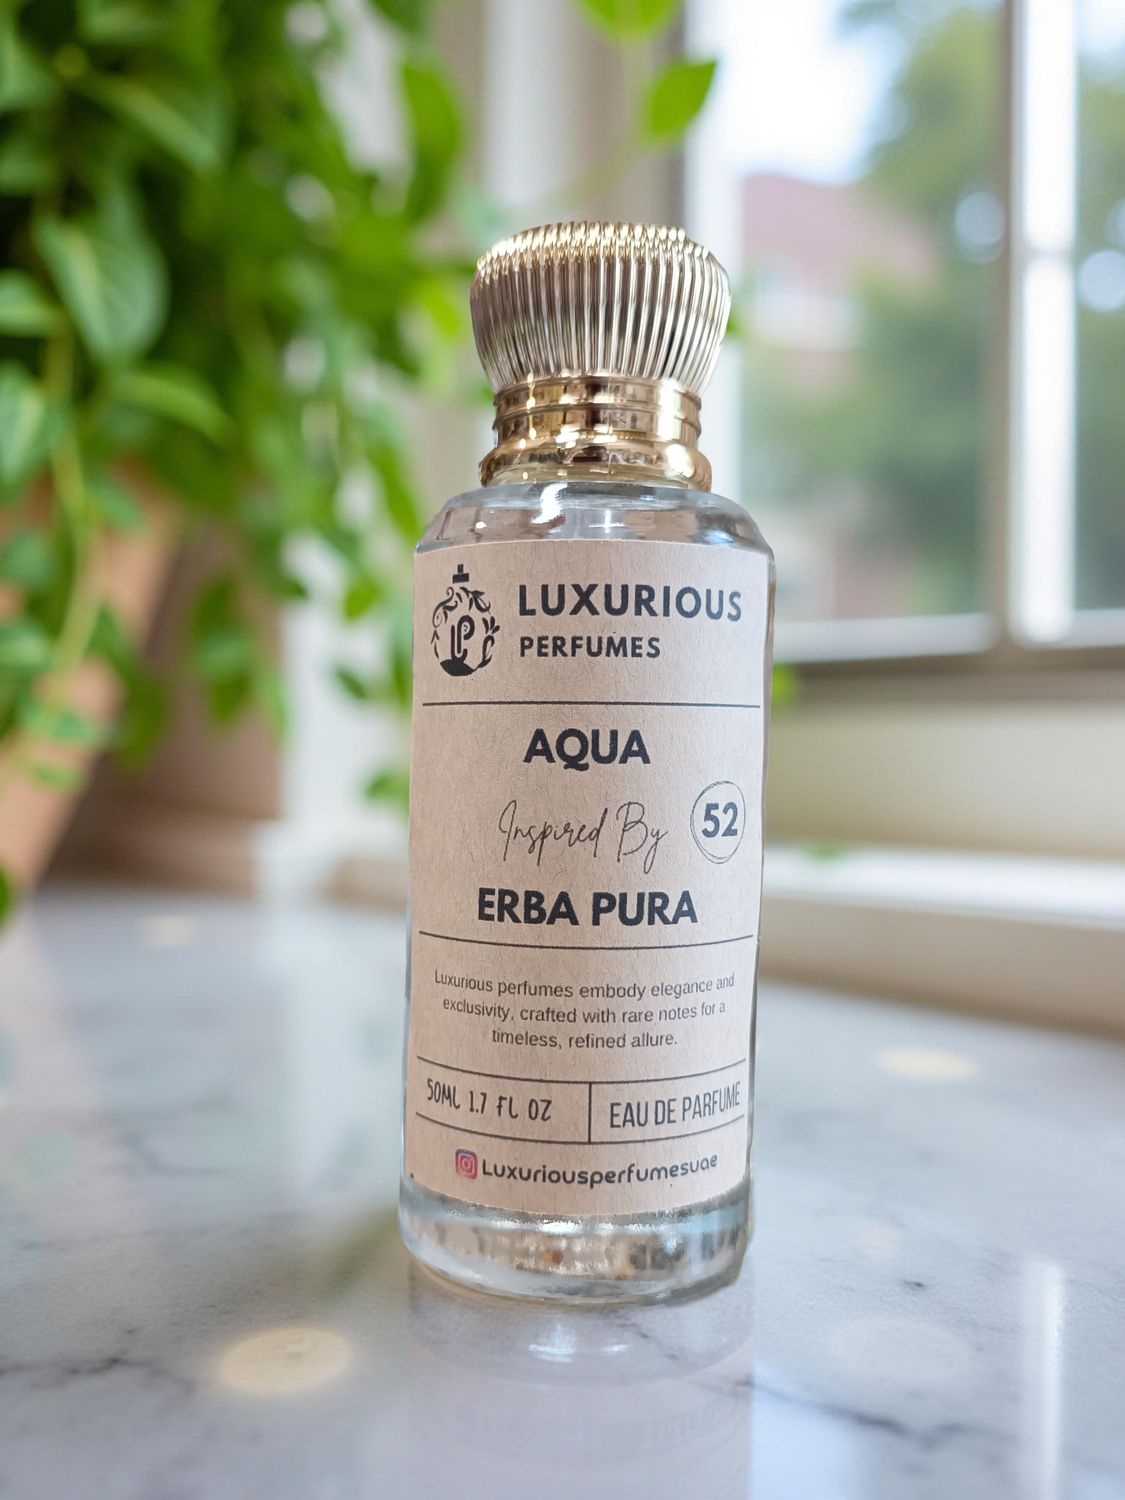 LP
LUXURIOUS
PERFUMES
AQUA
Inspired By
52
ERBA PURA
Luxurious perfumes embody elegance and
exclusivity, crafted with rare notes for a
timeless, refined allure.
50ML 1.7 FL OZ
EAU DE PARFUME
Luxuriousperfumesuae